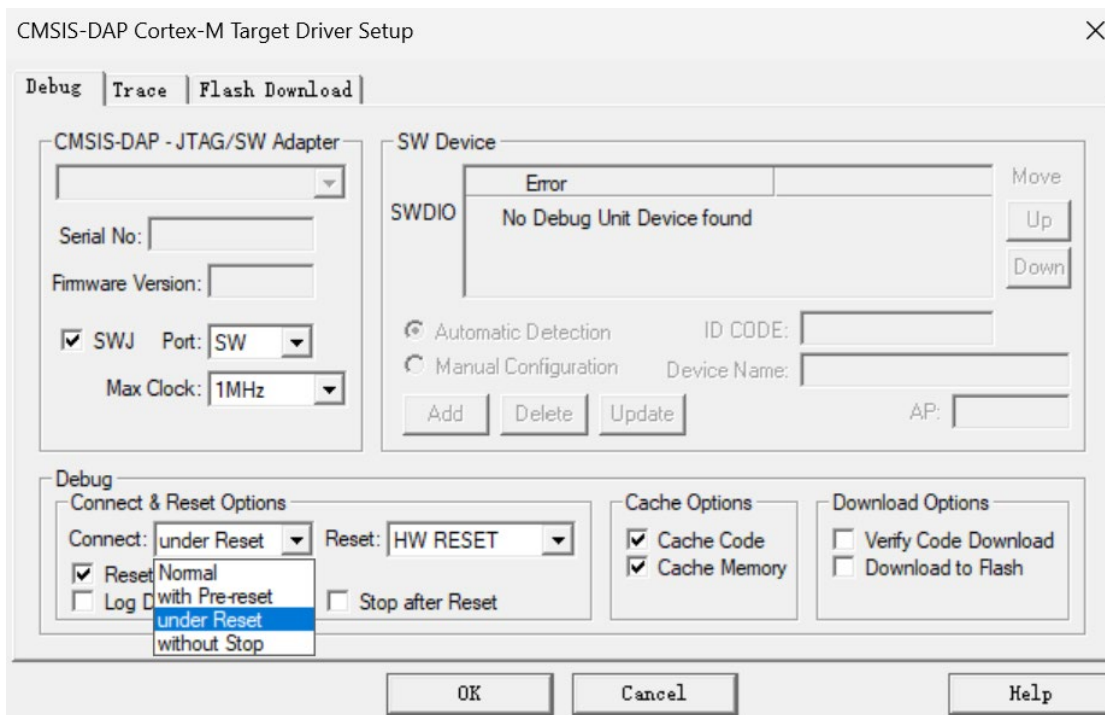 CMSIS-DAP Cortex-M Target Driver Setup
Debug Trace Flash Download
CMSIS-DAP - JTAG/SW Adapter
Serial No:
Firmware Version:
SWJ Port: SW
Max Clock: 1MHz
SW Device
Error
SWDIO No Debug Unit Device found
Move
Up
Down
Automatic Detection ID CODE:
Manual Configuration Device Name:
Add Delete Update AP:
Debug
Connect & Reset Options
Connect: under Reset Reset: HW RESET
Reset
Log D
Stop after Reset
Normal
with Pre-reset
under Reset
without Stop
Cache Options
Cache Code
Cache Memory
Download Options
Verify Code Download
Download to Flash
OK Cancel Help